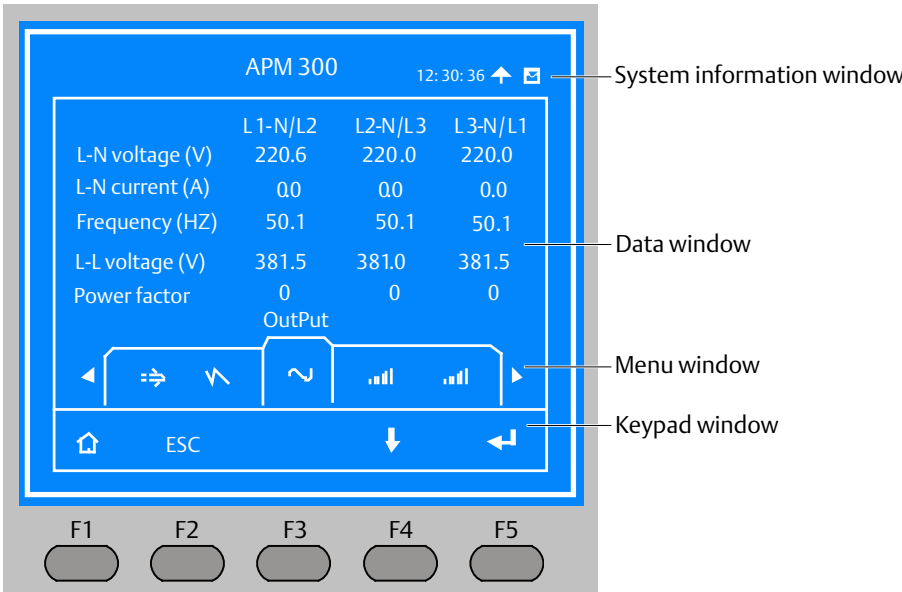 APM 300
12: 30: 36
System information window
L1-N/L2 L2-N/L3 L3-N/L1
L-N voltage (V) 220.6 220.0 220.0
L-N current (A) 0.0 0.0 0.0
Frequency (HZ) 50.1 50.1 50.1
Data window
L-L voltage (V) 381.5 381.0 381.5
Power factor 0 0 0
OutPut
Menu window
Keypad window
ESC
F1 F2 F3 F4 F5